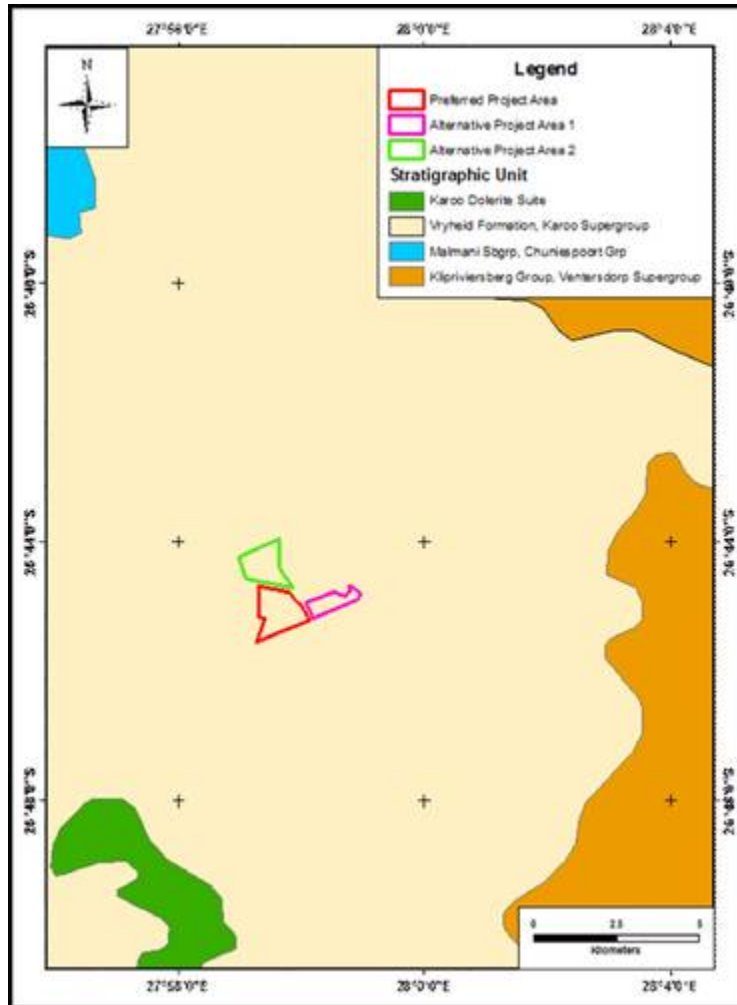 27°56'0"E 28°0'0"E 28°4'0"E
N
Legend
Preferred Project Area
Alternative Project Area 1
Alternative Project Area 2
Stratigraphic Unit
Karoo Dolerite Suite
Vryheid Formation, Karoo Supergroup
Malmani Sbgrp, Chuniespoort Grp
Klipriviersberg Group, Ventersdorp Supergroup
26°40'0"S 26°40'0"S
26°44'0"S 26°44'0"S
26°48'0"S 26°48'0"S
0 2.5 5
Kilometers
27°56'0"E 28°0'0"E 28°4'0"E